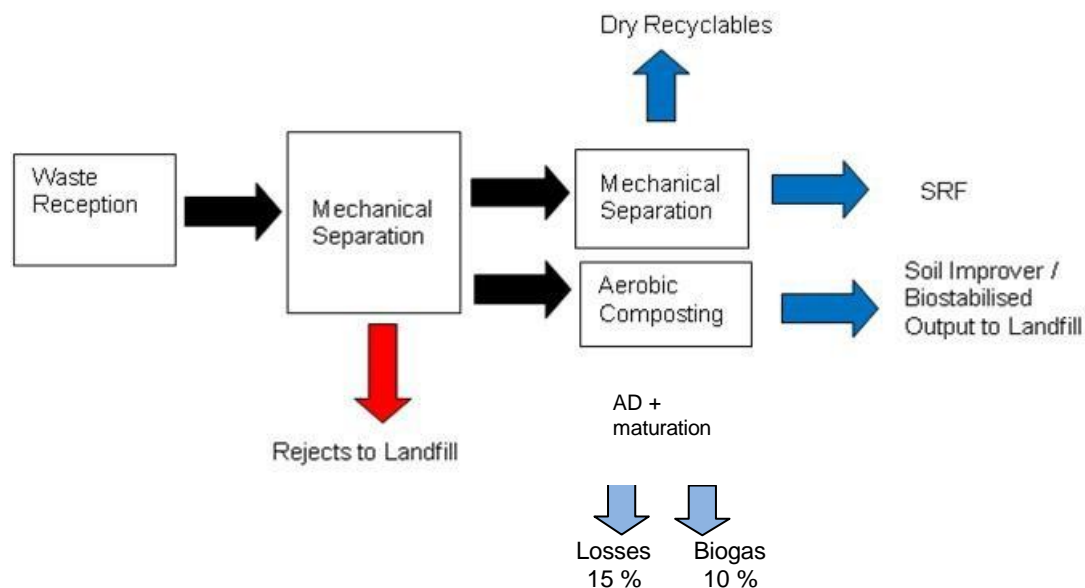 Dry Recyclables
Waste
Reception
Mechanical
Separation
Mechanical
Separation
SRF
Aerobic
Composting
Soil Improver /
Biostabilised
Output to Landfill
Rejects to Landfill
AD +
maturation
Losses
15 %
Biogas
10 %